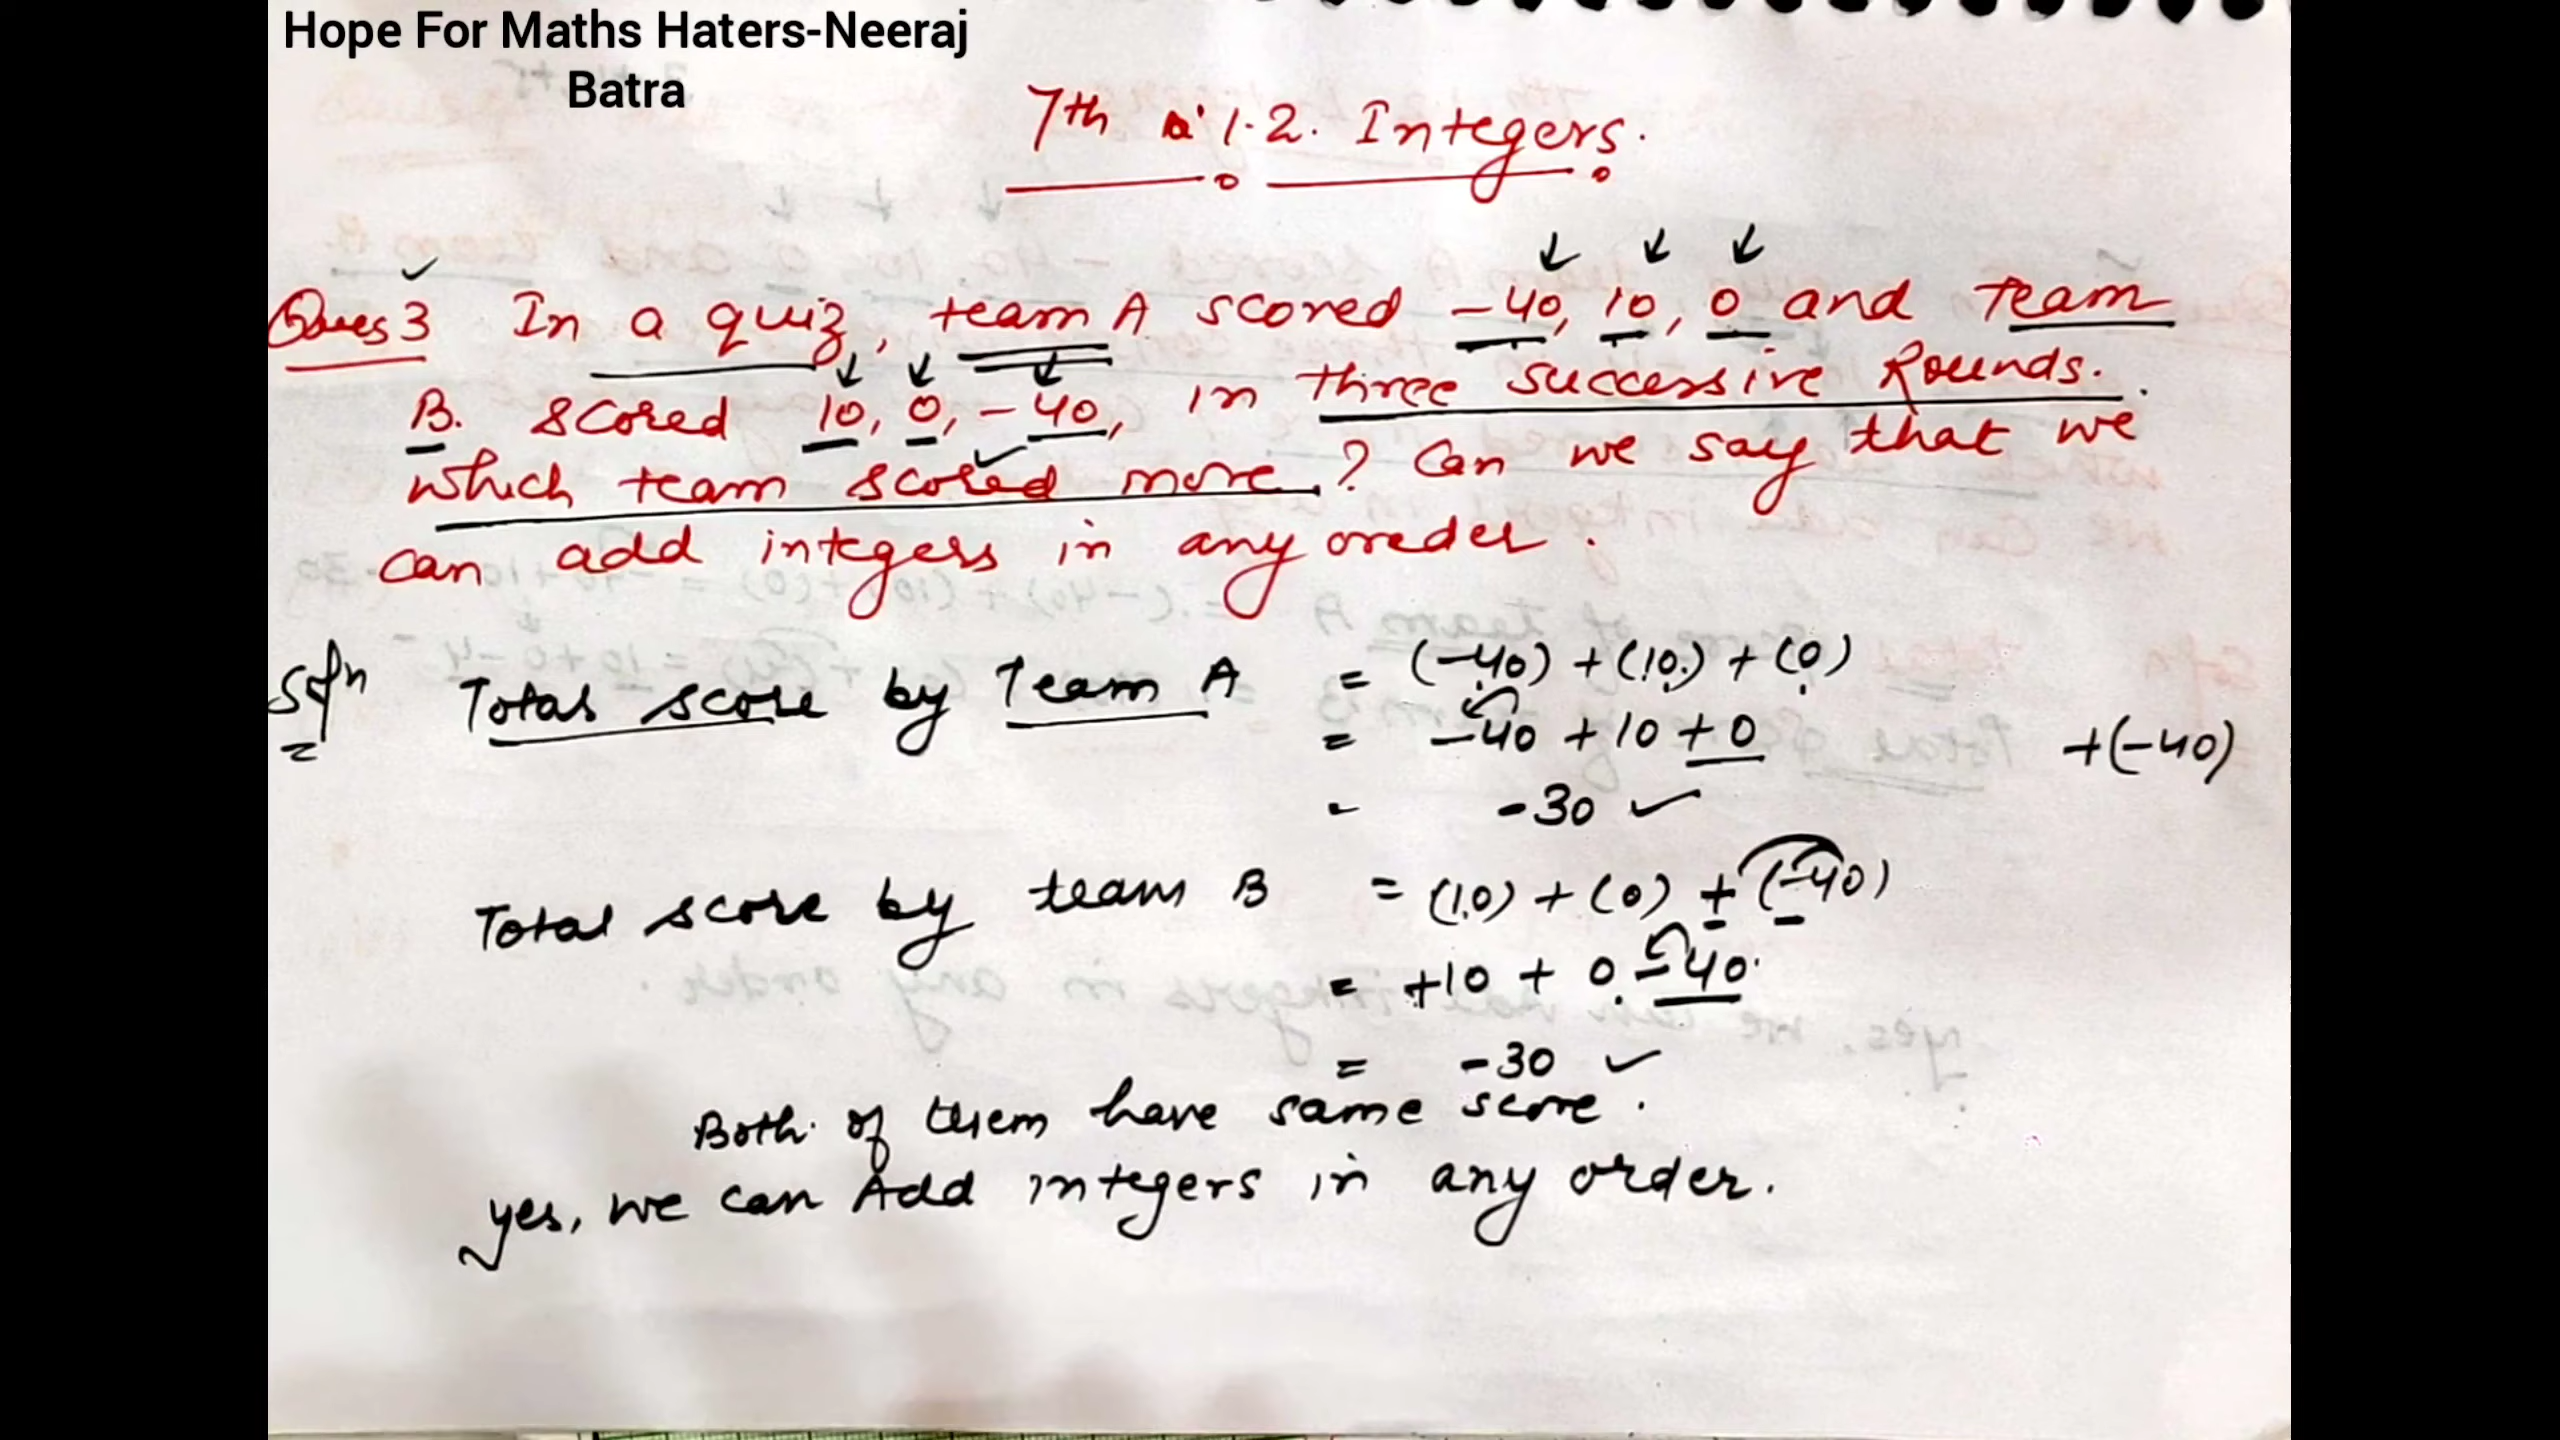 Hope For Maths Haters-Neeraj
Batra
7th 1.2. Integers.
Ques 3 In a quiz, team A scored -40, 10, 0 and team
B. scored 10, 0, -40, in three successive Rounds.
which team scored more? Can we say that we
can add integers in any oreder.
Soln Total score by Team A = (-40) + (10) + (0)
= -40 + 10 + 0
+(-40)
= -30 ✓
Total score by team B = (10) + (0) + (-40)
= +10 + 0 - 40
= -30 ✓
Both of them have same score.
yes, we can Add integers in any order.